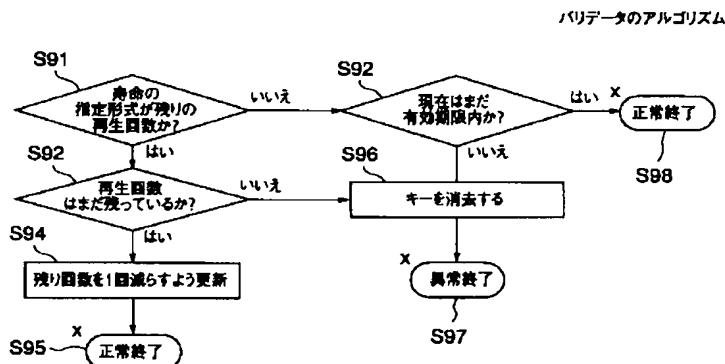 バリデータのアルゴリズム
S91
寿命の
指定形式が残りの
再生回数か?
いいえ
はい
S92
現在はまだ
有効期限内か?
はい
いいえ
X
正常終了
S98
S92
再生回数
はまだ残っているか?
いいえ
はい
S96
キーを消去する
S94
残り回数を1回減らすよう更新
X
異常終了
S97
X
S95
正常終了